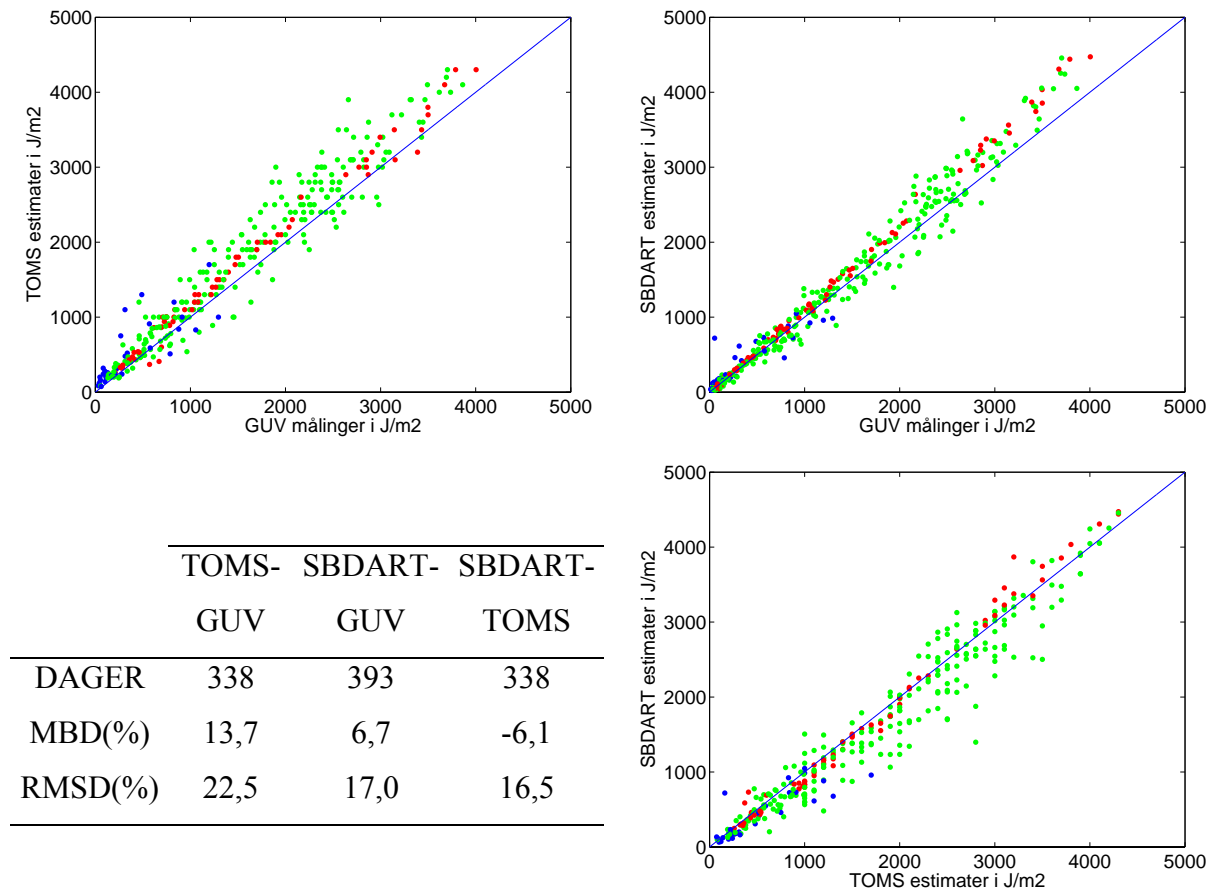 5000
4000
3000
2000
1000
0
TOMS estimater i J/m2
0 1000 2000 3000 4000 5000
GUV målinger i J/m2
5000
4000
3000
2000
1000
0
SBDART estimater i J/m2
0 1000 2000 3000 4000 5000
GUV målinger i J/m2
TOMS- SBDART- SBDART-
GUV GUV TOMS
DAGER 338 393 338
MBD(%) 13,7 6,7 -6,1
RMSD(%) 22,5 17,0 16,5
5000
4000
3000
2000
1000
0
SBDART estimater i J/m2
0 1000 2000 3000 4000 5000
TOMS estimater i J/m2